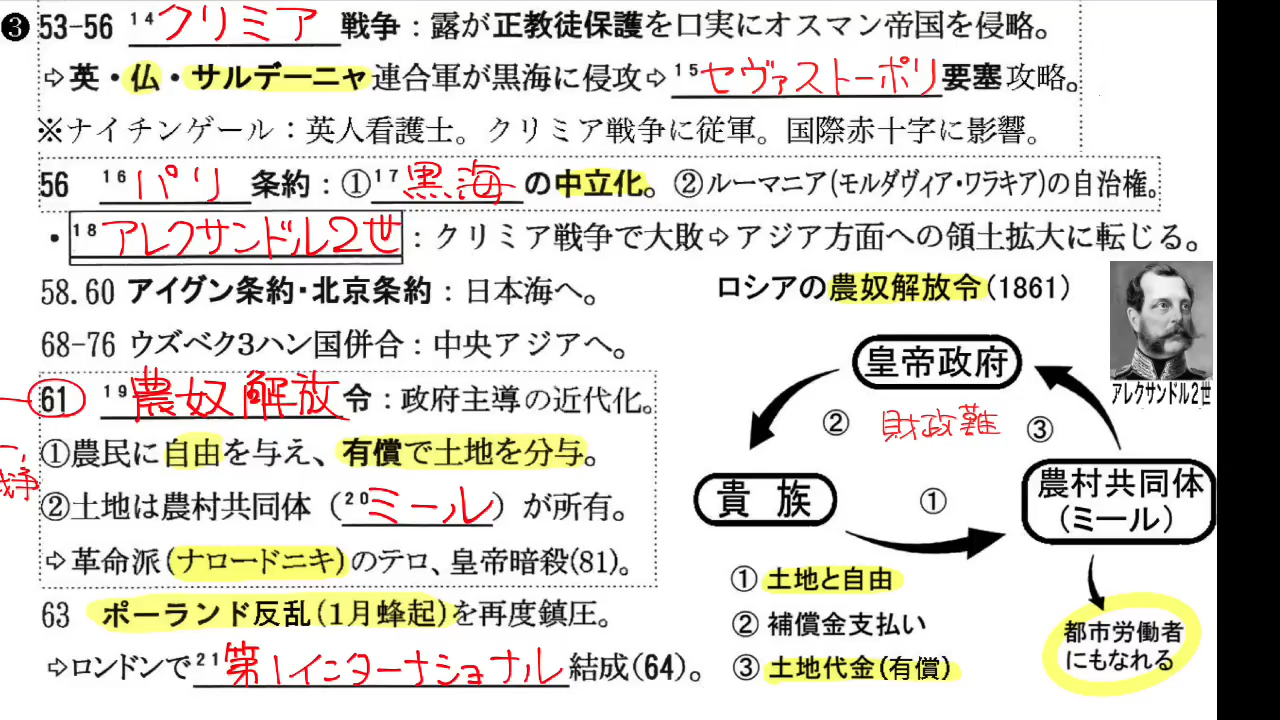 ❸ 53-56 14クリミア戦争：露が正教徒保護を口実にオスマン帝国を侵略。
⇨英・仏・サルデーニャ連合軍が黒海に侵攻⇨15セヴァストーポリ要塞攻略。
※ナイチンゲール：英人看護士。クリミア戦争に従軍。国際赤十字に影響。
56 16パリ条約：①17黒海の中立化。②ルーマニア(モルダヴィア・ワラキア)の自治権。
・18アレクサンドル2世：クリミア戦争で大敗⇨アジア方面への領土拡大に転じる。
58.60 アイグン条約・北京条約：日本海へ。
68-76 ウズベク3ハン国併合：中央アジアへ。
61 19農奴解放令：政府主導の近代化。
①農民に自由を与え、有償で土地を分与。
②土地は農村共同体（20ミール）が所有。
⇨革命派(ナロードニキ)のテロ、皇帝暗殺(81)。
63 ポーランド反乱(1月蜂起)を再度鎮圧。
⇨ロンドンで21第1インターナショナル結成(64)。
ロシアの農奴解放令(1861)
アレクサンドル2世
皇帝政府
② 財政難 ③
貴族
①
農村共同体
(ミール)
① 土地と自由
② 補償金支払い
③ 土地代金(有償)
都市労働者
にもなれる